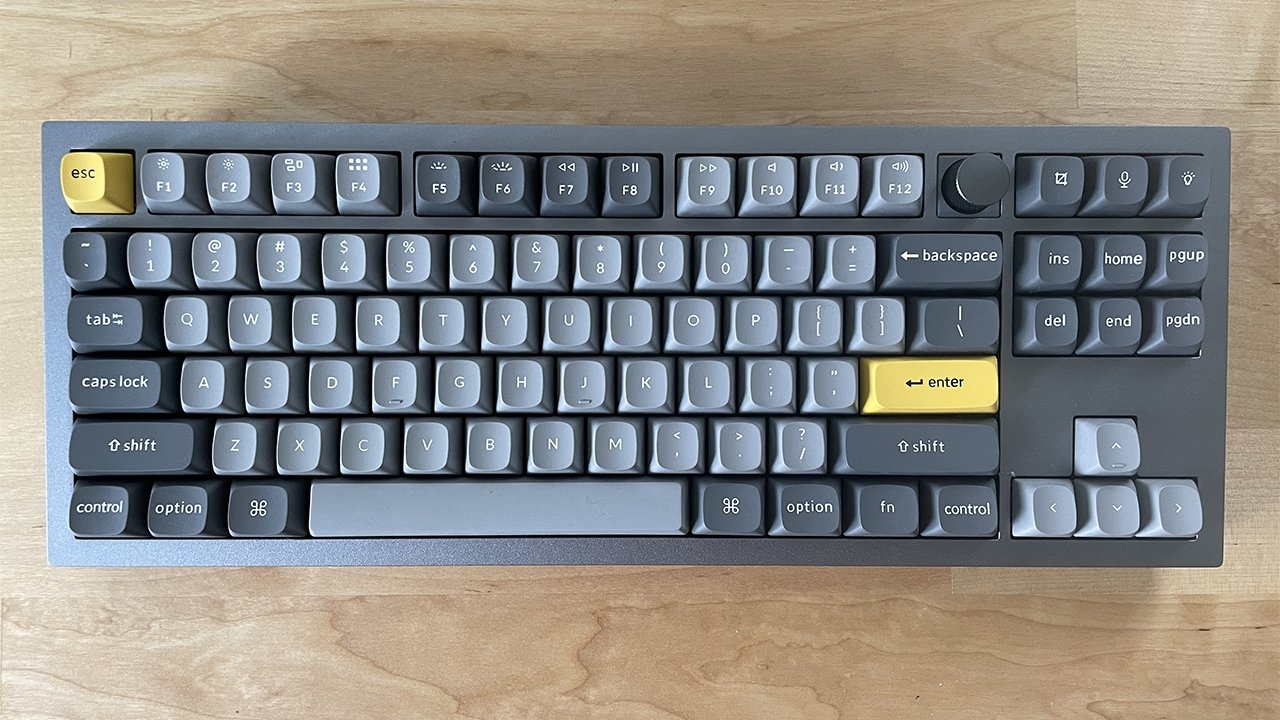 esc F1 F2 F3 F4 F5 F6 F7 F8 F9 F10 F11 F12
~ ! @ # $ % ^ & * ( ) — +
` 1 2 3 4 5 6 7 8 9 0 - = ← backspace ins home pgup
tab Q W E R T Y U I O P { [ } ] | \ del end pgdn
caps lock A S D F G H J K L : ; " ' ↵ enter
⇧ shift Z X C V B N M < , > . ? / ⇧ shift ^
control option ⌘ ⌘ option fn control < ⌄ >